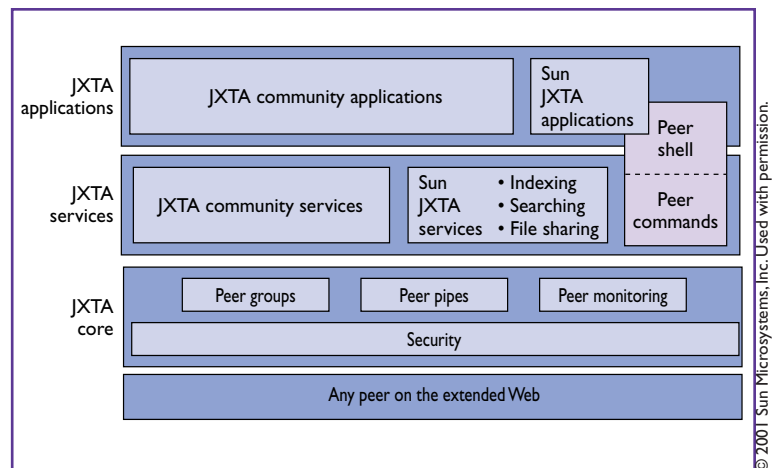 JXTA
applications
JXTA community applications
Sun
JXTA
applications
Peer
shell
JXTA
services
JXTA community services
Sun
JXTA
services
• Indexing
• Searching
• File sharing
Peer
commands
JXTA
core
Peer groups
Peer pipes
Peer monitoring
Security
Any peer on the extended Web
© 2001 Sun Microsystems, Inc. Used with permission.